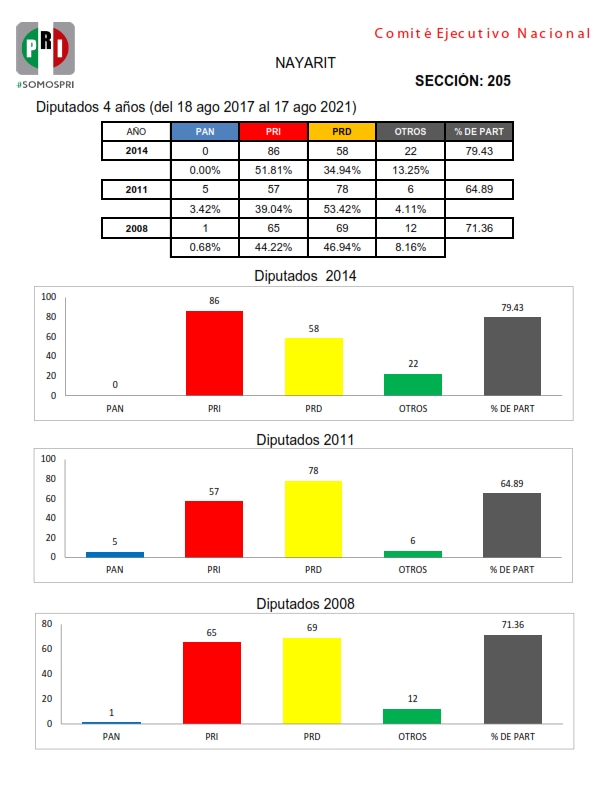 Comité Ejecutivo Nacional
PRI
#SOMOSPRI
NAYARIT
SECCIÓN: 205
Diputados 4 años (del 18 ago 2017 al 17 ago 2021)
AÑO PAN PRI PRD OTROS % DE PART
2014 0 86 58 22 79.43
0.00% 51.81% 34.94% 13.25%
2011 5 57 78 6 64.89
3.42% 39.04% 53.42% 4.11%
2008 1 65 69 12 71.36
0.68% 44.22% 46.94% 8.16%
Diputados 2014
100
80
60
40
20
0
0 86 58 22 79.43
PAN PRI PRD OTROS % DE PART
Diputados 2011
100
80
60
40
20
0
5 57 78 6 64.89
PAN PRI PRD OTROS % DE PART
Diputados 2008
80
60
40
20
0
1 65 69 12 71.36
PAN PRI PRD OTROS % DE PART